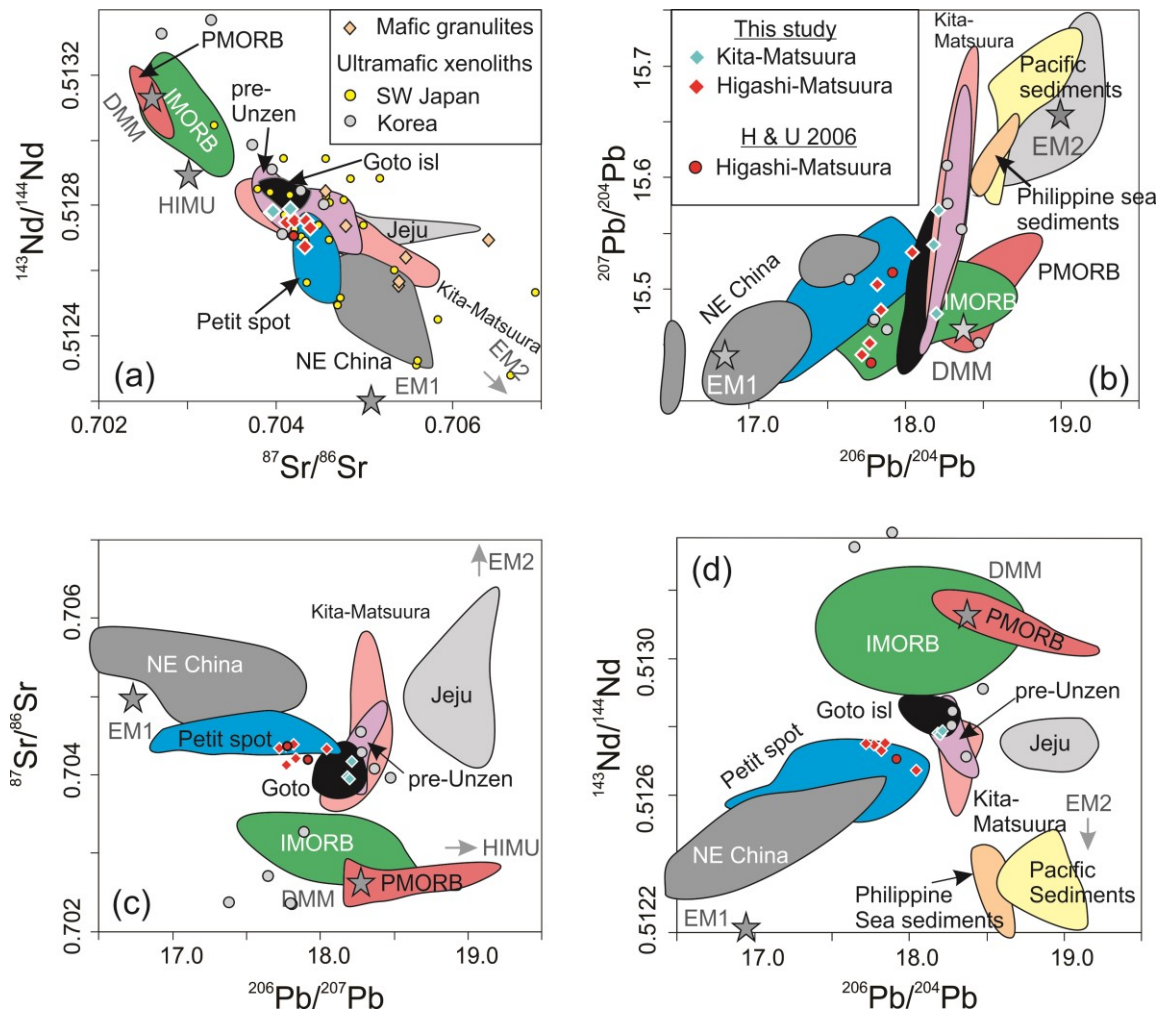 (a)
PMORB
DMM
IMORB
HIMU
pre-
Unzen
Goto isl
Petit spot
NE China
EM1
Jeju
Kita-Matsuura
EM2
Mafic granulites
Ultramafic xenoliths
SW Japan
Korea
0.5132
0.5128
0.5124
¹⁴³Nd/¹⁴⁴Nd
0.702
0.704
0.706
⁸⁷Sr/⁸⁶Sr
(b)
This study
Kita-Matsuura
Higashi-Matsuura
H & U 2006
Higashi-Matsuura
Kita-
Matsuura
Pacific
sediments
EM2
Philippine sea
sediments
PMORB
IMORB
DMM
NE China
EM1
15.7
15.6
15.5
²⁰⁷Pb/²⁰⁴Pb
17.0
18.0
19.0
²⁰⁶Pb/²⁰⁴Pb
EM2
Kita-Matsuura
NE China
EM1
Petit spot
Jeju
Goto
pre-Unzen
IMORB
HIMU
DMM
PMORB
(c)
0.706
0.704
0.702
⁸⁷Sr/⁸⁶Sr
17.0
18.0
19.0
²⁰⁶Pb/²⁰⁷Pb
(d)
DMM
PMORB
IMORB
pre-Unzen
Goto isl
Jeju
Petit spot
NE China
EM1
Kita-
Matsuura
EM2
Philippine
Sea sediments
Pacific
Sediments
0.5130
0.5126
0.5122
¹⁴³Nd/¹⁴⁴Nd
17.0
18.0
19.0
²⁰⁶Pb/²⁰⁴Pb